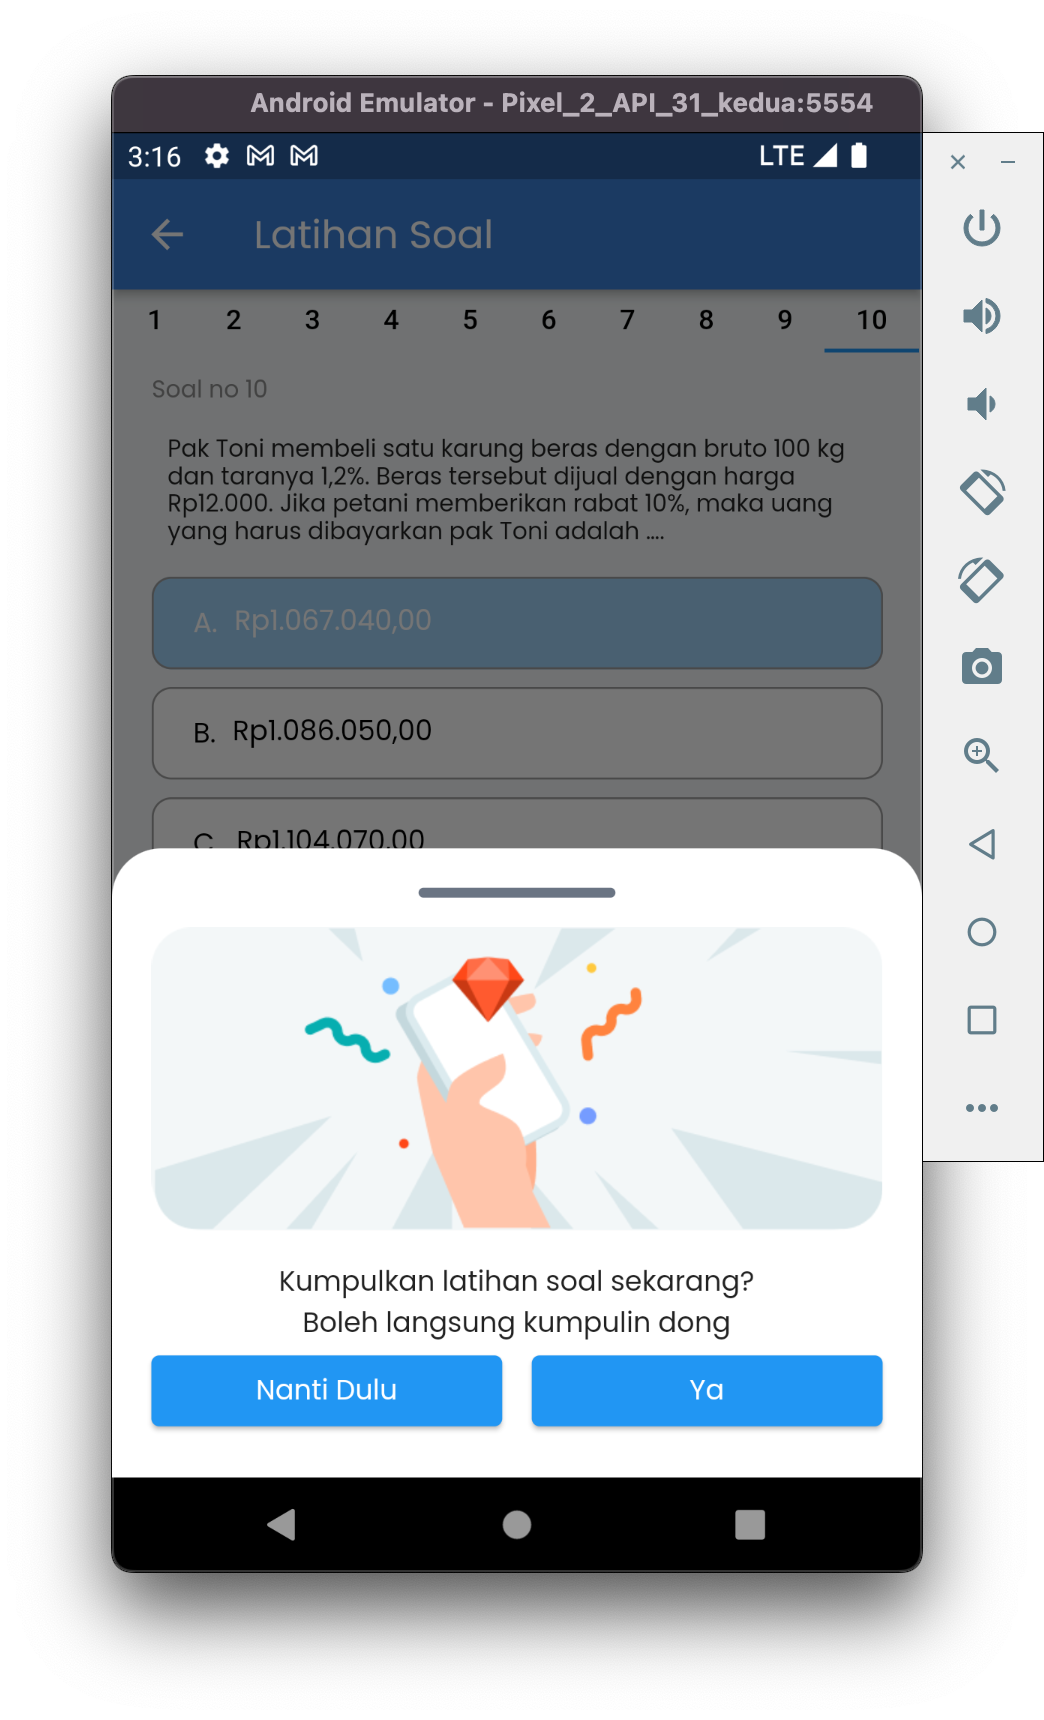 Android Emulator - Pixel_2_API_31_kedua:5554
3:16
LTE
Latihan Soal
1 2 3 4 5 6 7 8 9 10
Soal no 10
Pak Toni membeli satu karung beras dengan bruto 100 kg
dan taranya 1,2%. Beras tersebut dijual dengan harga
Rp12.000. Jika petani memberikan rabat 10%, maka uang
yang harus dibayarkan pak Toni adalah ....
A. Rp1.067.040,00
B. Rp1.086.050,00
C Rp1.104.070,00
Kumpulkan latihan soal sekarang?
Boleh langsung kumpulin dong
Nanti Dulu
Ya